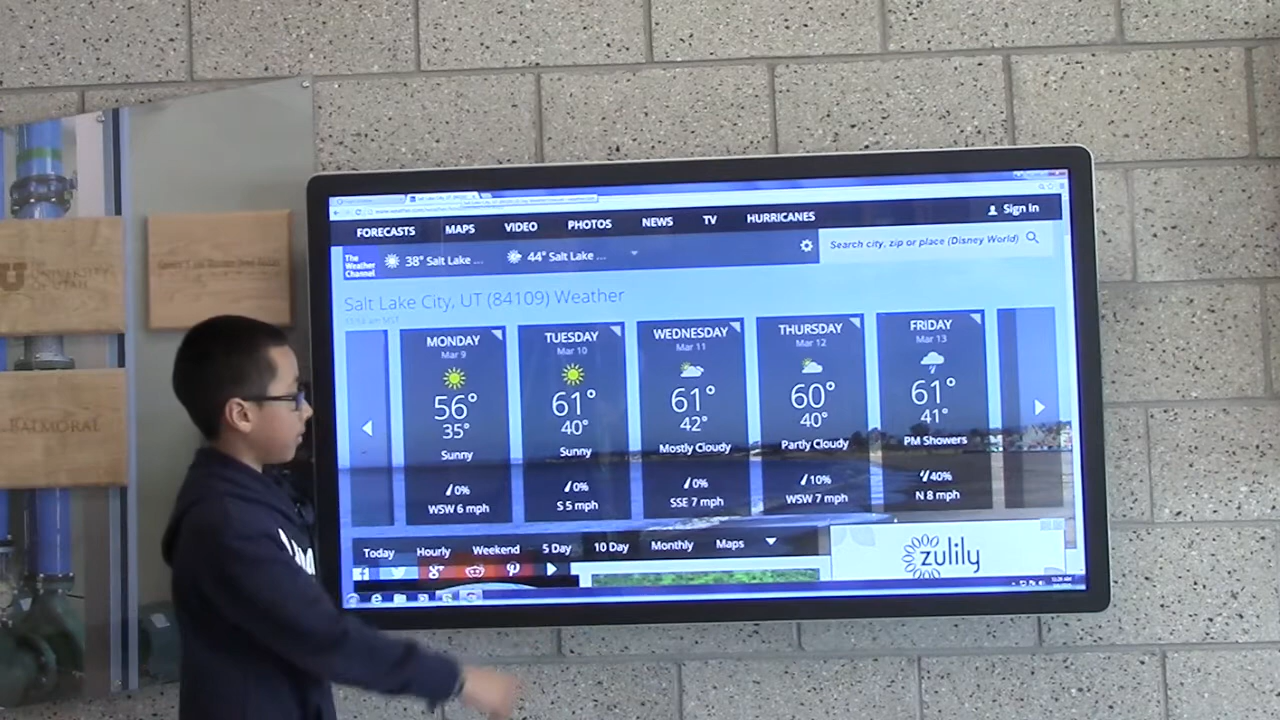 FORECASTS MAPS VIDEO PHOTOS NEWS TV HURRICANES Sign In
The Weather Channel
38° Salt Lake ...
44° Salt Lake ...
Search city, zip or place (Disney World)
Salt Lake City, UT (84109) Weather
MONDAY
Mar 9
56°
35°
Sunny
0%
WSW 6 mph
TUESDAY
Mar 10
61°
40°
Sunny
0%
S 5 mph
WEDNESDAY
Mar 11
61°
42°
Mostly Cloudy
0%
SSE 7 mph
THURSDAY
Mar 12
60°
40°
Partly Cloudy
10%
WSW 7 mph
FRIDAY
Mar 13
61°
41°
PM Showers
40%
N 8 mph
Today Hourly Weekend 5 Day 10 Day Monthly Maps
zulily
U UNIVERSITY
OF UTAH
BALMORAL